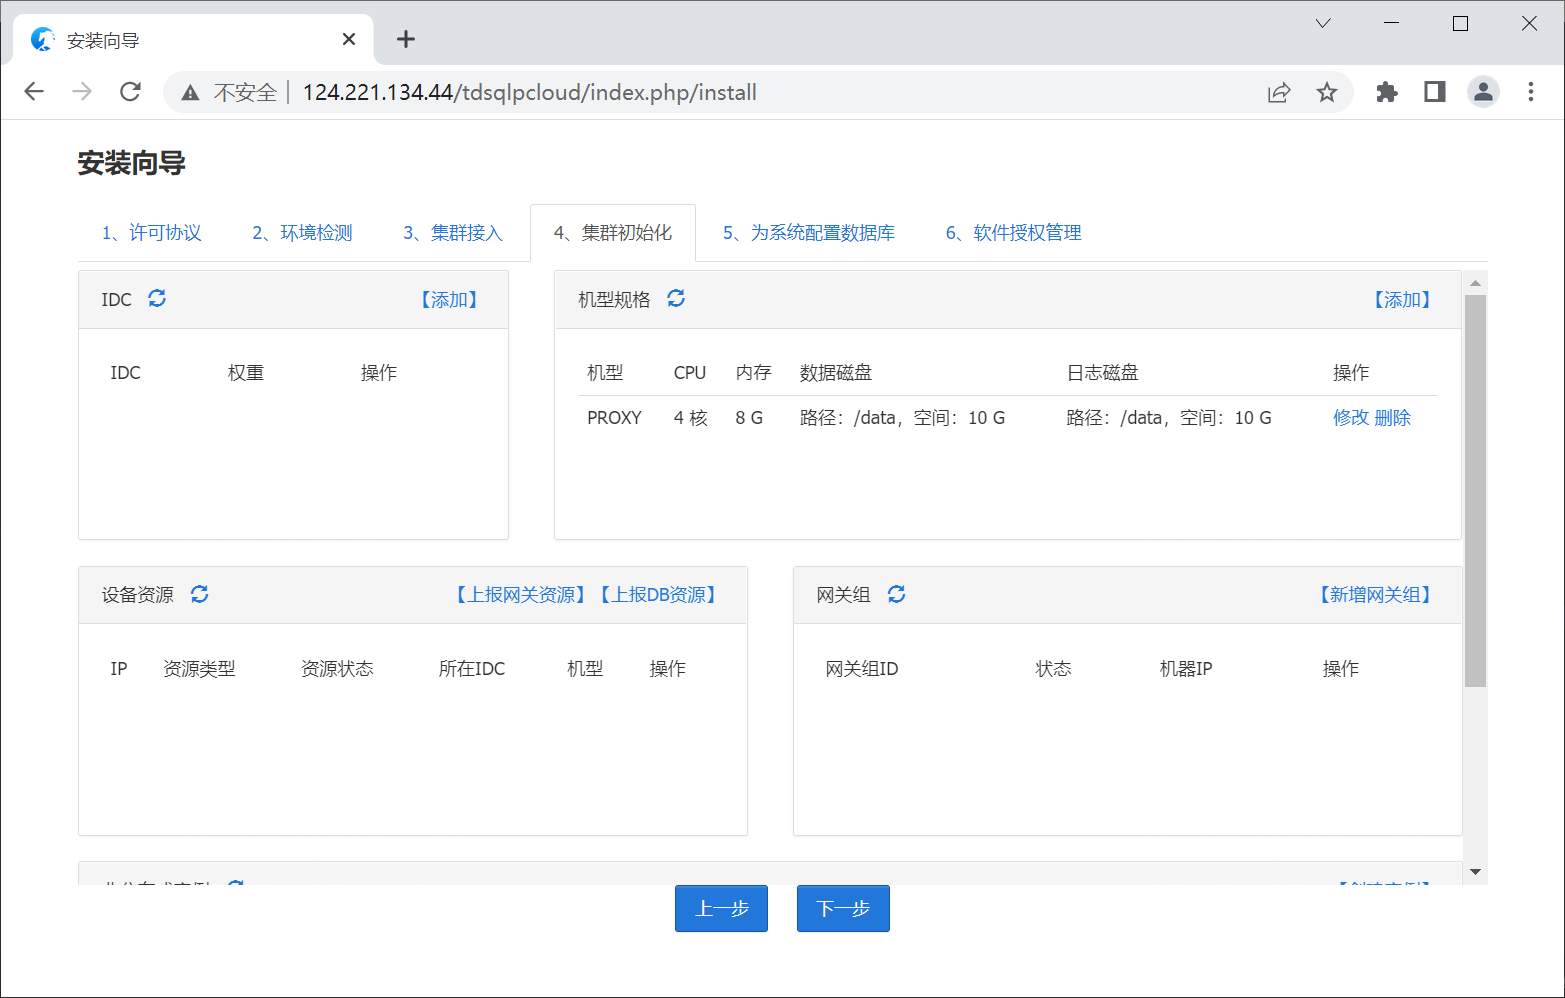 安装向导
不安全 124.221.134.44/tdsqlpcloud/index.php/install
安装向导
1、许可协议 2、环境检测 3、集群接入 4、集群初始化 5、为系统配置数据库 6、软件授权管理
IDC 【添加】
IDC 权重 操作
机型规格 【添加】
机型 CPU 内存 数据磁盘 日志磁盘 操作
PROXY 4 核 8 G 路径：/data，空间：10 G 路径：/data，空间：10 G 修改 删除
设备资源 【上报网关资源】【上报DB资源】
IP 资源类型 资源状态 所在IDC 机型 操作
网关组 【新增网关组】
网关组ID 状态 机器IP 操作
上一步 下一步